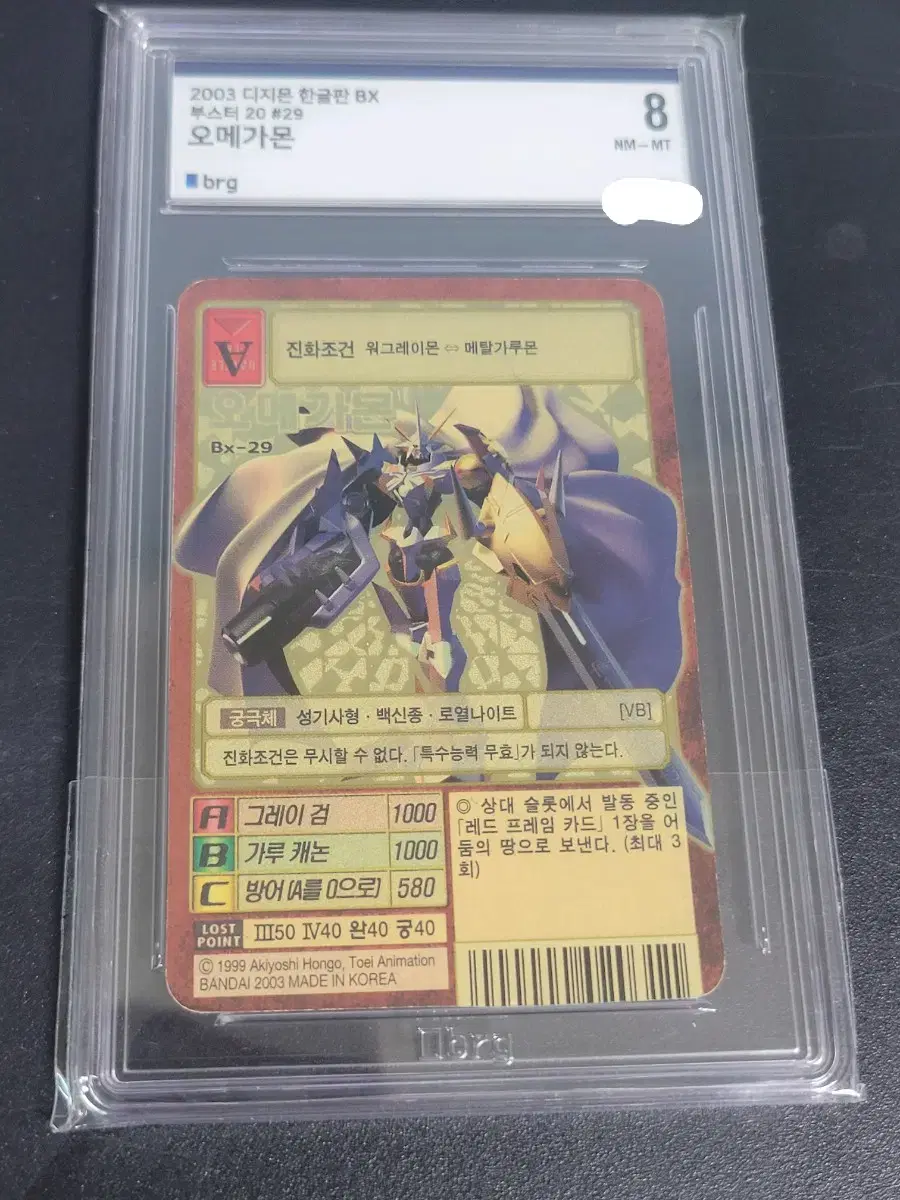 2003 디지몬 한글판 BX
부스터 20 #29
오메가몬
8
NM-MT
brg
A
진화조건 워그레이몬 ⇔ 메탈가루몬
오메가몬
Bx-29
궁극체 성기사형·백신종·로열나이트 [VB]
진화조건은 무시할 수 없다. 「특수능력 무효」가 되지 않는다.
A 그레이 검 1000
B 가루 캐논 1000
C 방어 (A를 0으로) 580
LOST POINT Ⅲ50 Ⅳ40 완40 궁40
ⓒ 1999 Akiyoshi Hongo, Toei Animation
BANDAI 2003 MADE IN KOREA
◎ 상대 슬롯에서 발동 중인
「레드 프레임 카드」 1장을 어
둠의 땅으로 보낸다. (최대 3
회)
brg